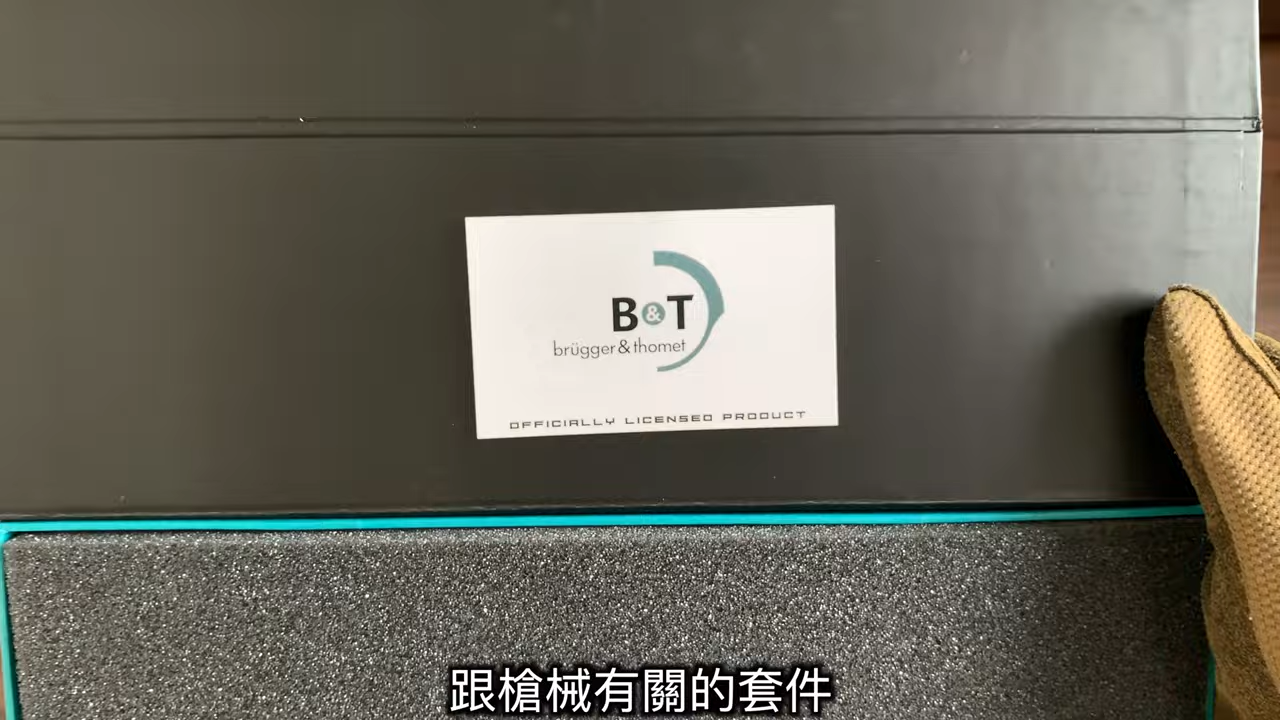 B&T
brügger & thomet
OFFICIALLY LICENSED PRODUCT
跟槍械有關的套件